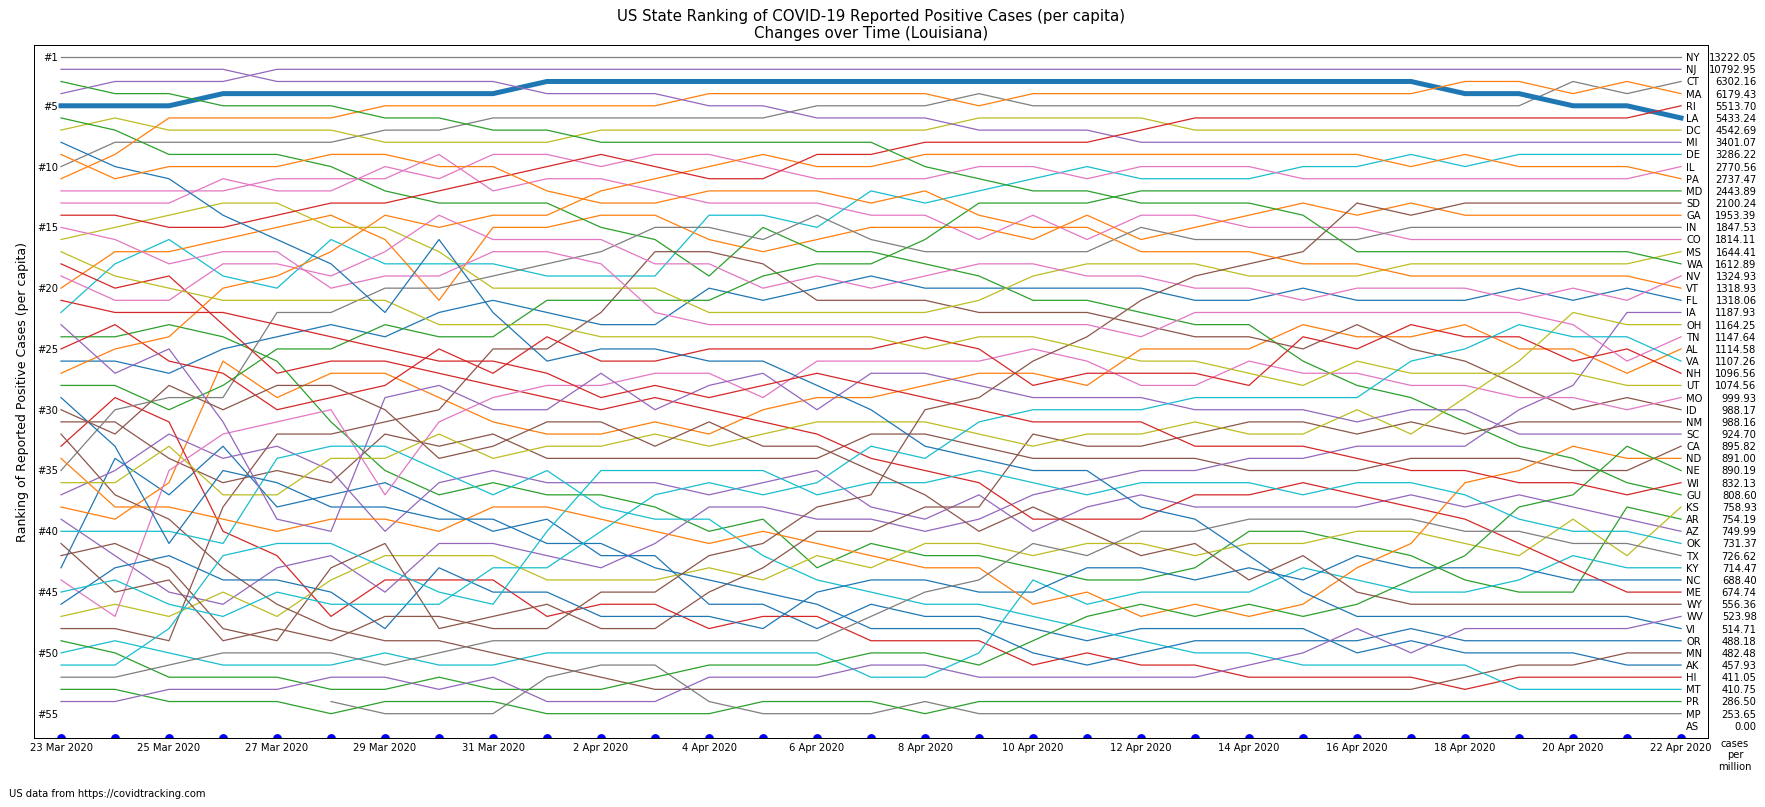 US State Ranking of COVID-19 Reported Positive Cases (per capita)
Changes over Time (Louisiana)
Ranking of Reported Positive Cases (per capita)
#1
#5
#10
#15
#20
#25
#30
#35
#40
#45
#50
#55
NY 13222.05
NJ 10792.95
CT 6302.16
MA 6179.43
RI 5513.70
LA 5433.24
DC 4542.69
MI 3401.07
DE 3286.22
IL 2770.56
PA 2737.47
MD 2443.89
SD 2100.24
GA 1953.39
IN 1847.53
CO 1814.11
MS 1644.41
WA 1612.89
NV 1324.93
VT 1318.93
FL 1318.06
IA 1187.93
OH 1164.25
TN 1147.64
AL 1114.58
VA 1107.26
NH 1096.56
UT 1074.56
MO 999.93
ID 988.17
NM 988.16
SC 924.70
CA 895.82
ND 891.00
NE 890.19
WI 832.13
GU 808.60
KS 758.93
AR 754.19
AZ 749.99
OK 731.37
TX 726.62
KY 714.47
NC 688.40
ME 674.74
WY 556.36
WV 523.98
VI 514.71
OR 488.18
MN 482.48
AK 457.93
HI 411.05
MT 410.75
PR 286.50
MP 253.65
AS 0.00
23 Mar 2020 25 Mar 2020 27 Mar 2020 29 Mar 2020 31 Mar 2020 2 Apr 2020 4 Apr 2020 6 Apr 2020 8 Apr 2020 10 Apr 2020 12 Apr 2020 14 Apr 2020 16 Apr 2020 18 Apr 2020 20 Apr 2020 22 Apr 2020
cases
per
million
US data from https://covidtracking.com